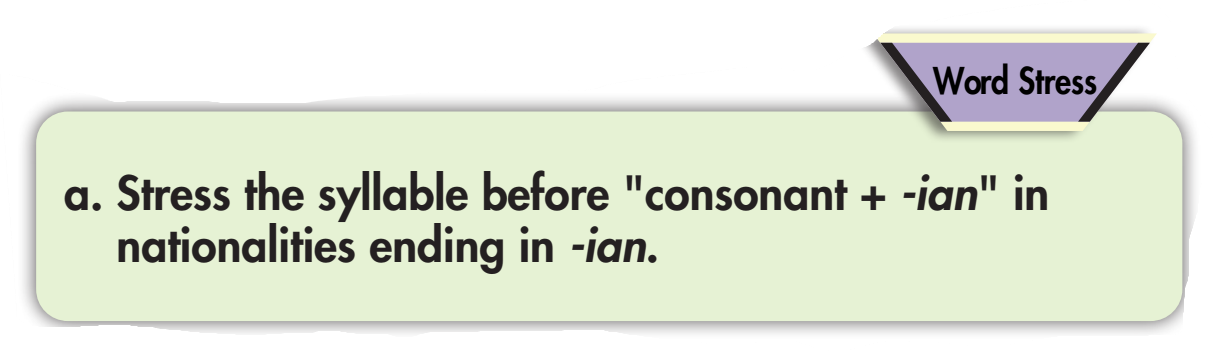 Word Stress
a. Stress the syllable before "consonant + -ian" in
nationalities ending in -ian.